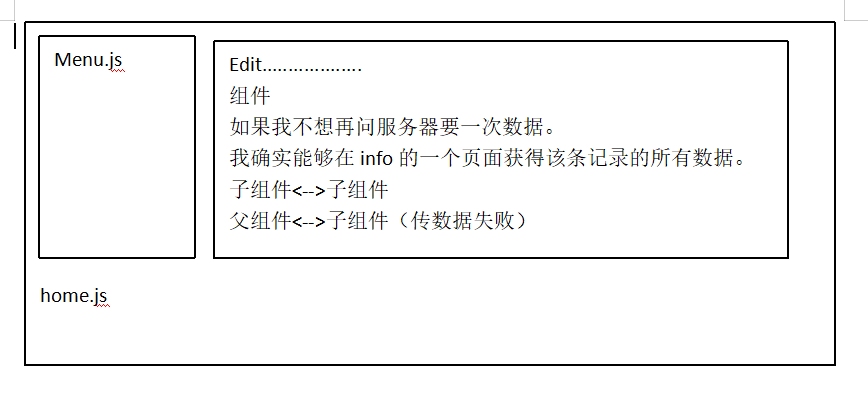 Menu.js
Edit…………….....
组件
如果我不想再问服务器要一次数据。
我确实能够在 info 的一个页面获得该条记录的所有数据。
子组件<-->子组件
父组件<-->子组件（传数据失败）
home.js